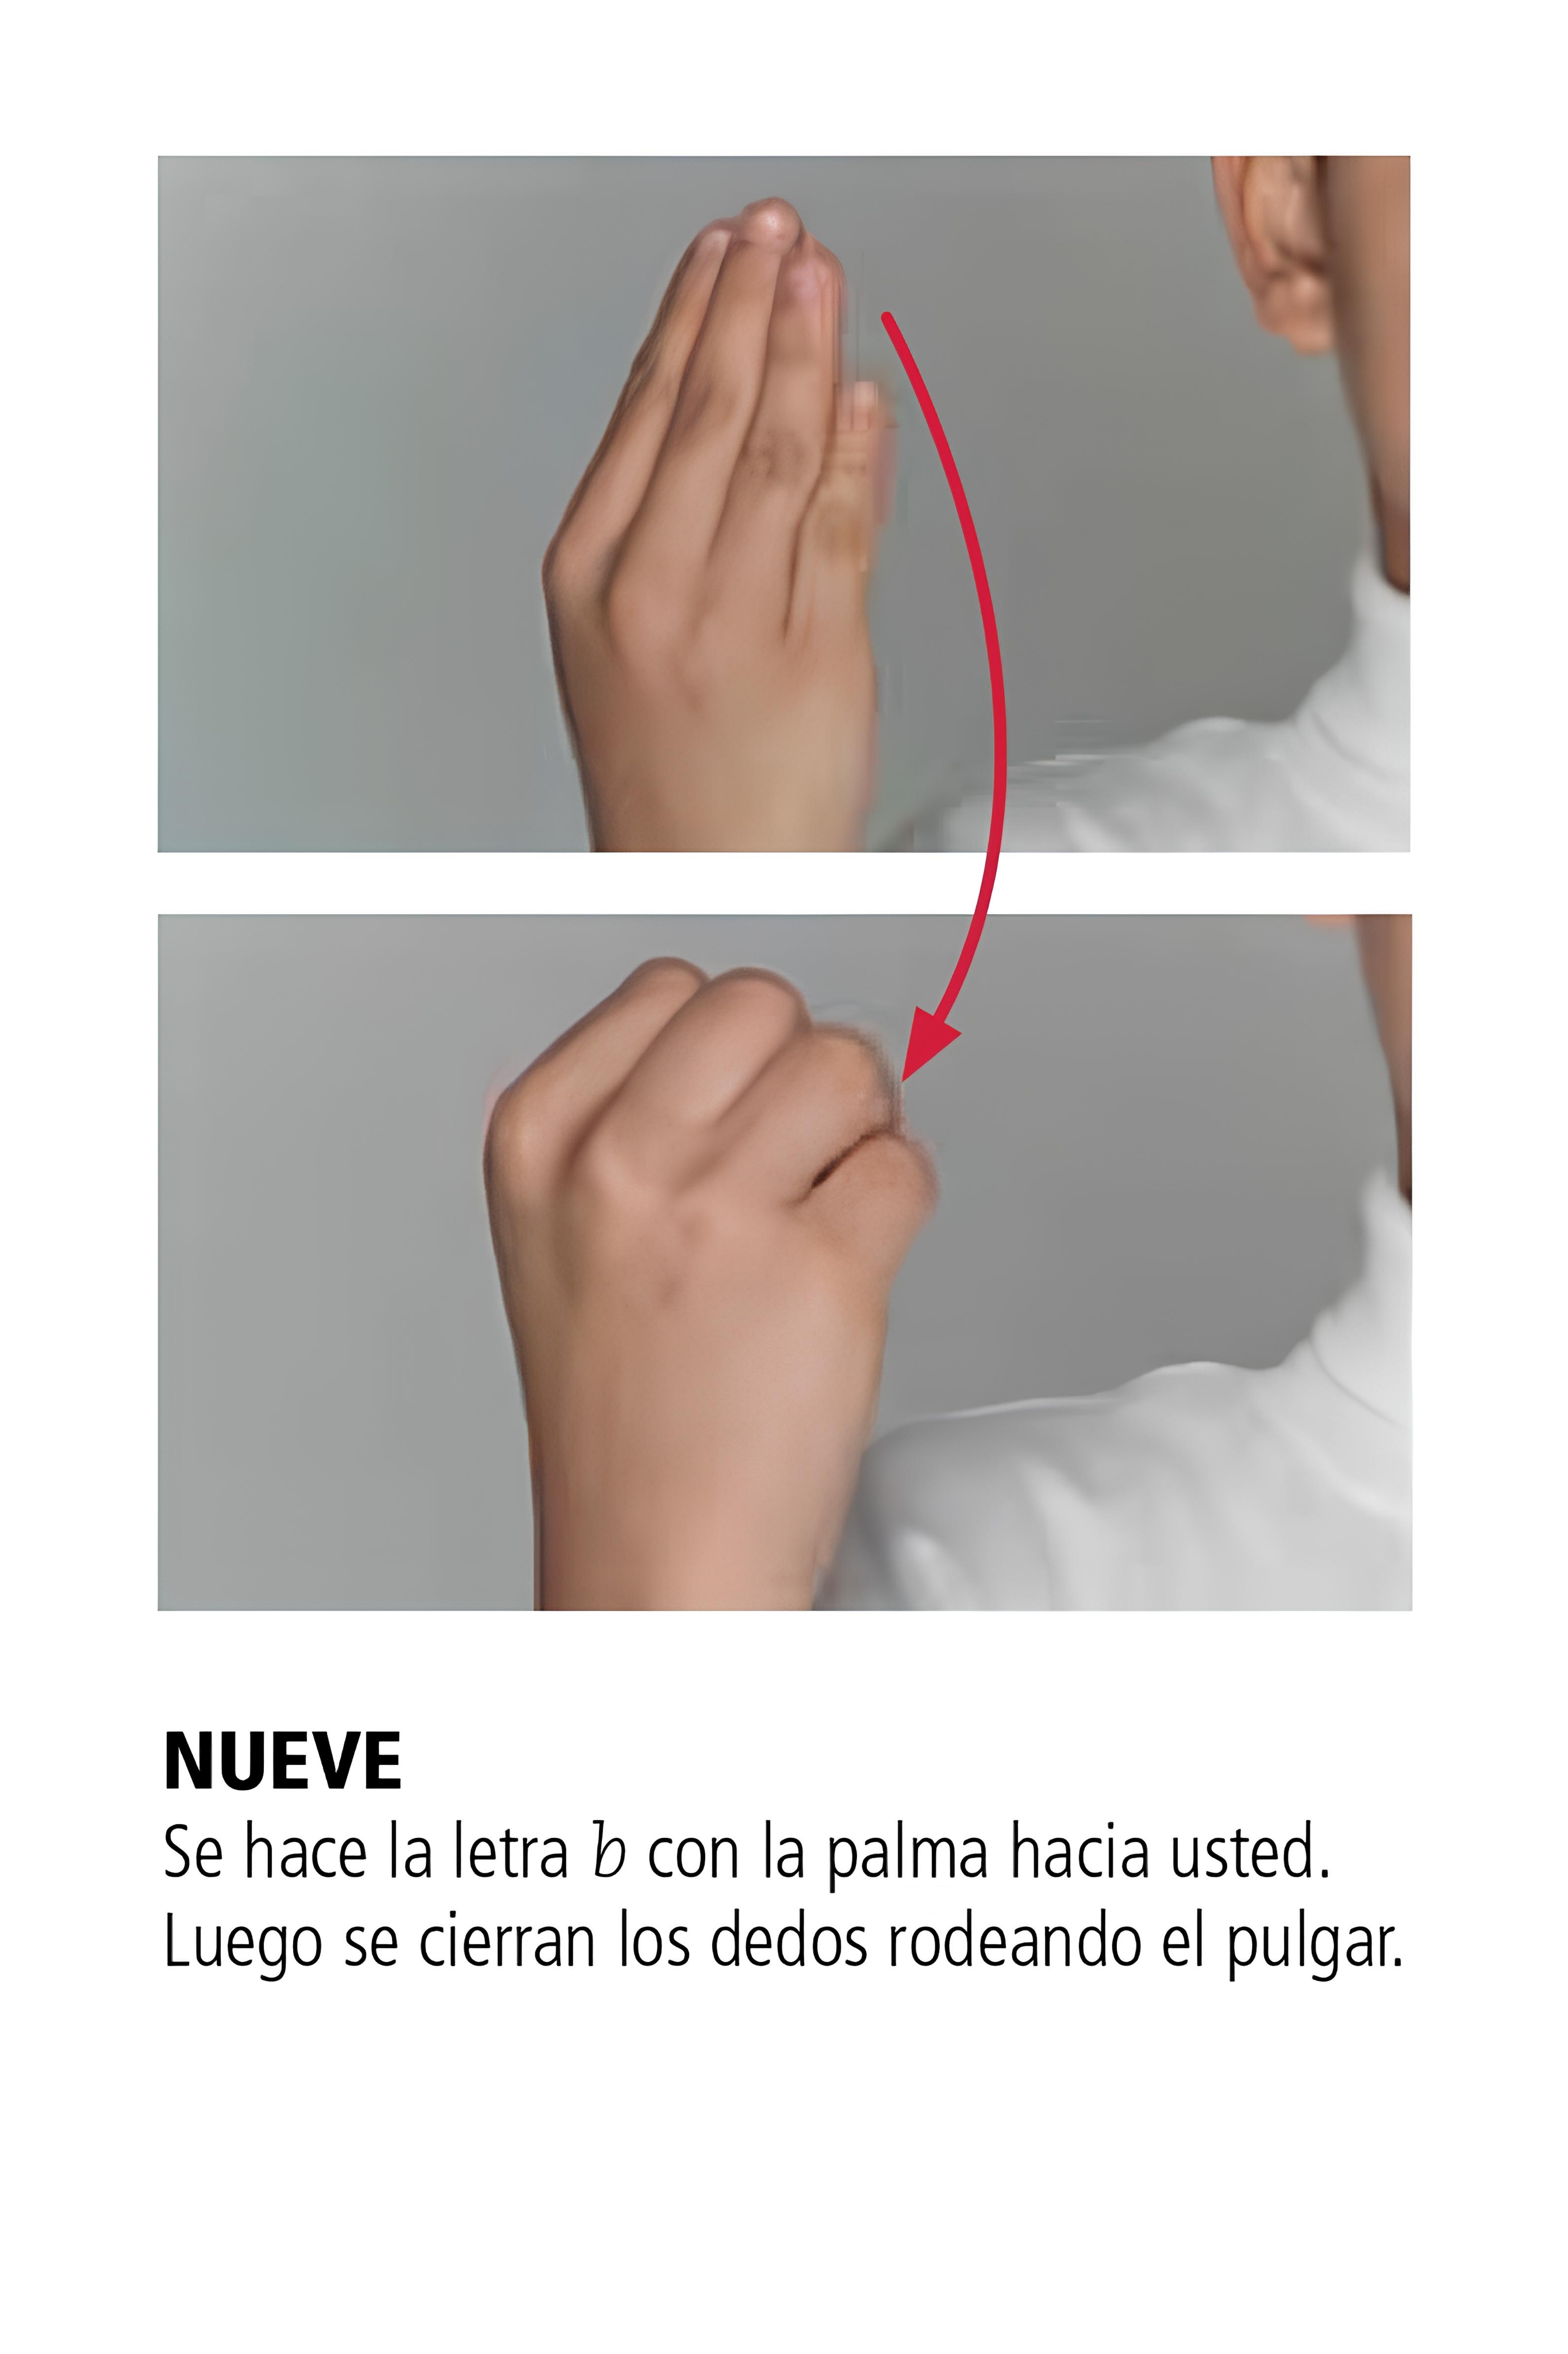 NUEVE
Se hace la letra b con la palma hacia usted.
Luego se cierran los dedos rodeando el pulgar.